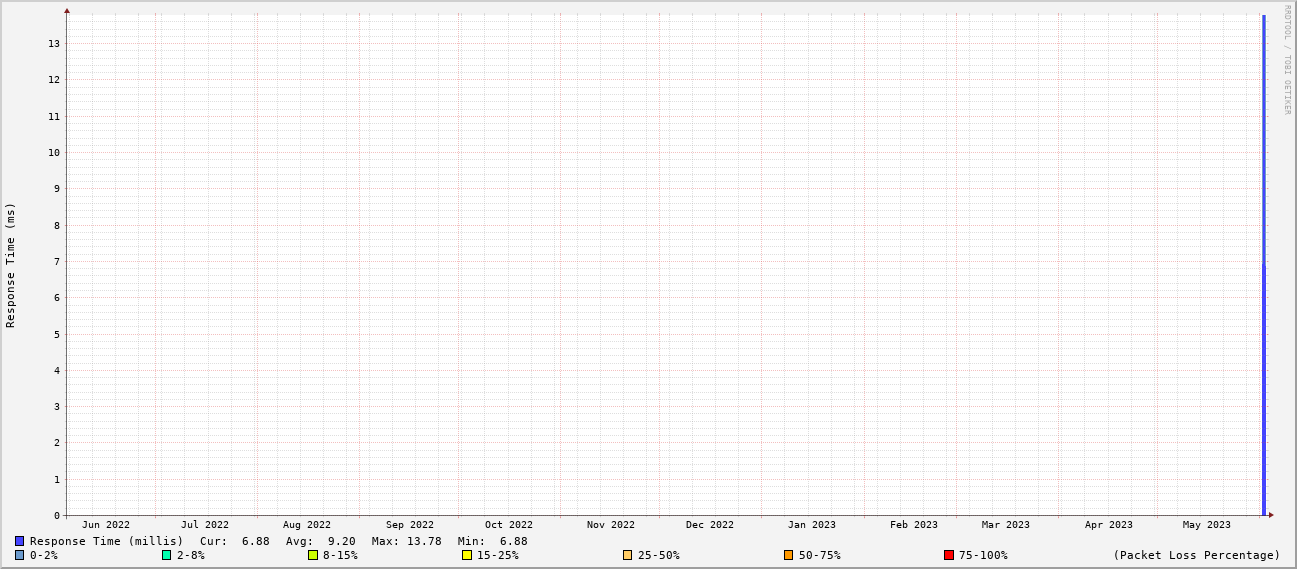 RRDTOOL / TOBI OETIKER
Response Time (ms)
13
12
11
10
9
8
7
6
5
4
3
2
1
0
Jun 2022 Jul 2022 Aug 2022 Sep 2022 Oct 2022 Nov 2022 Dec 2022 Jan 2023 Feb 2023 Mar 2023 Apr 2023 May 2023
Response Time (millis) Cur: 6.88 Avg: 9.20 Max: 13.78 Min: 6.88
0-2% 2-8% 8-15% 15-25% 25-50% 50-75% 75-100% (Packet Loss Percentage)